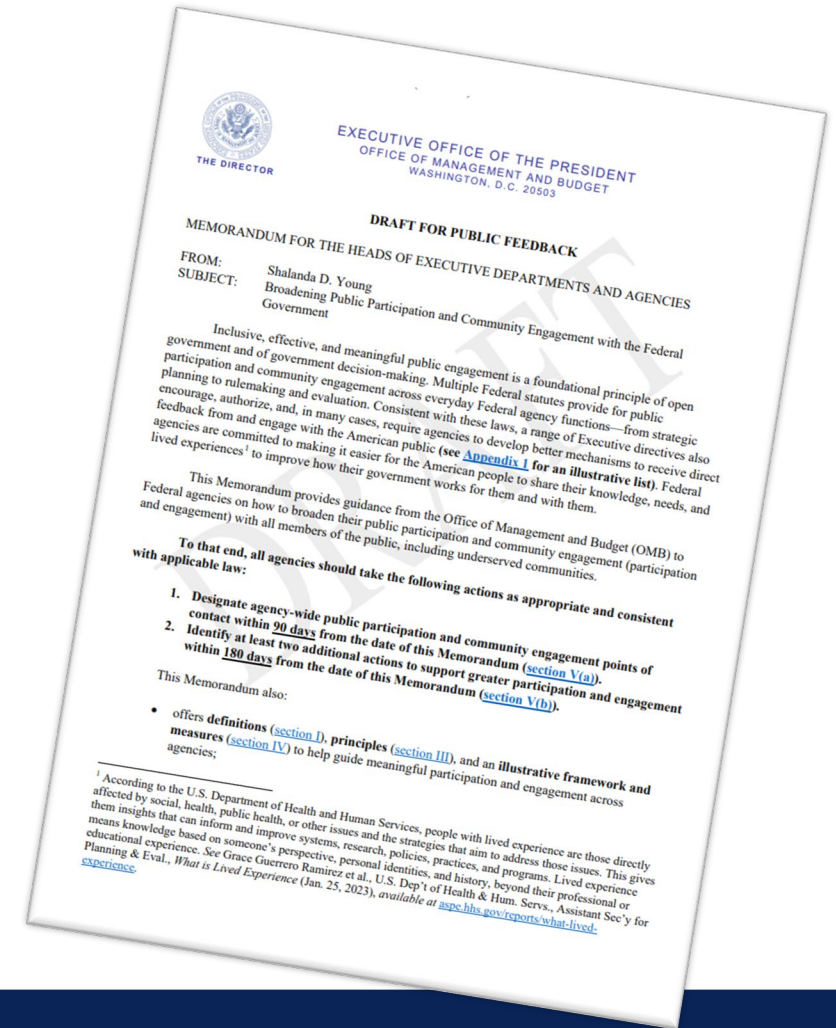 EXECUTIVE OFFICE OF THE PRESIDENT
OFFICE OF MANAGEMENT AND BUDGET
WASHINGTON, D.C. 20503
THE DIRECTOR
DRAFT FOR PUBLIC FEEDBACK
MEMORANDUM FOR THE HEADS OF EXECUTIVE DEPARTMENTS AND AGENCIES
FROM: Shalanda D. Young
SUBJECT: Broadening Public Participation and Community Engagement with the Federal
Government
Inclusive, effective, and meaningful public engagement is a foundational principle of open
government and of government decision-making. Multiple Federal statutes provide for public
participation and community engagement across everyday Federal agency functions—from strategic
planning to rulemaking and evaluation. Consistent with these laws, a range of Executive directives also
encourage, authorize, and, in many cases, require agencies to develop better mechanisms to receive direct
feedback from and engage with the American public (see Appendix 1 for an illustrative list). Federal
agencies are committed to making it easier for the American people to share their knowledge, needs, and
lived experiences1 to improve how their government works for them and with them.
This Memorandum provides guidance from the Office of Management and Budget (OMB) to
Federal agencies on how to broaden their public participation and community engagement (participation
and engagement) with all members of the public, including underserved communities.
To that end, all agencies should take the following actions as appropriate and consistent
with applicable law:
1. Designate agency-wide public participation and community engagement points of
contact within 90 days from the date of this Memorandum (section V(a)).
2. Identify at least two additional actions to support greater participation and engagement
within 180 days from the date of this Memorandum (section V(b)).
This Memorandum also:
• offers definitions (section I), principles (section III), and an illustrative framework and
measures (section IV) to help guide meaningful participation and engagement across
agencies;
1 According to the U.S. Department of Health and Human Services, people with lived experience are those directly
affected by social, health, public health, or other issues and the strategies that aim to address those issues. This gives
them insights that can inform and improve systems, research, policies, practices, and programs. Lived experience
means knowledge based on someone's perspective, personal identities, and history, beyond their professional or
educational experience. See Grace Guerrero Ramirez et al., U.S. Dep't of Health & Hum. Servs., Assistant Sec'y for
Planning & Eval., What is Lived Experience (Jan. 25, 2023), available at aspe.hhs.gov/reports/what-lived-
experience.
DRAFT